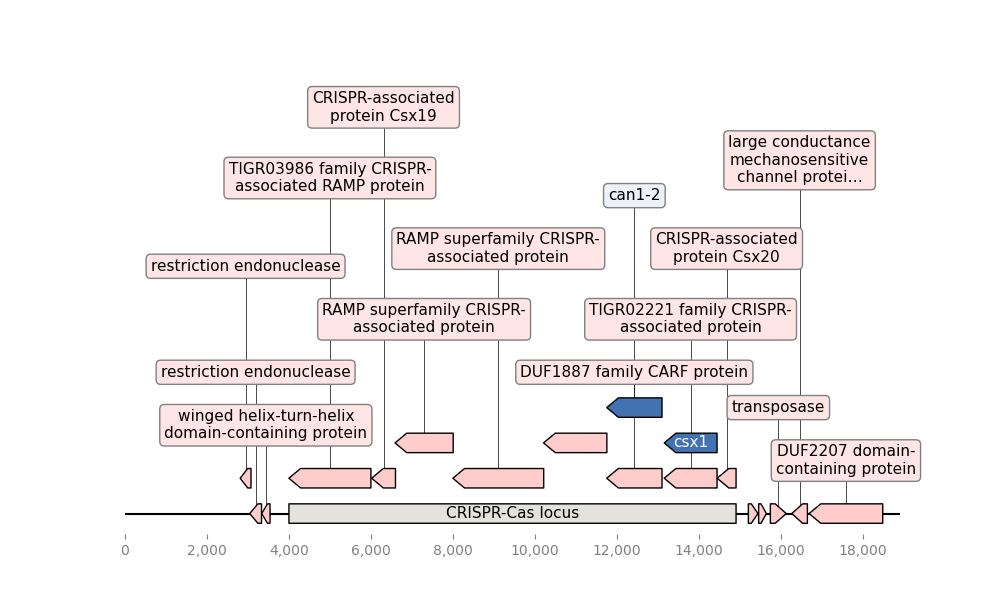 CRISPR-associated
protein Csx19
large conductance
mechanosensitive
channel protei...
TIGR03986 family CRISPR-
associated RAMP protein
can1-2
RAMP superfamily CRISPR-
associated protein
CRISPR-associated
protein Csx20
restriction endonuclease
RAMP superfamily CRISPR-
associated protein
TIGR02221 family CRISPR-
associated protein
restriction endonuclease
DUF1887 family CARF protein
transposase
winged helix-turn-helix
domain-containing protein
csx1
DUF2207 domain-
containing protein
CRISPR-Cas locus
0
2,000
4,000
6,000
8,000
10,000
12,000
14,000
16,000
18,000